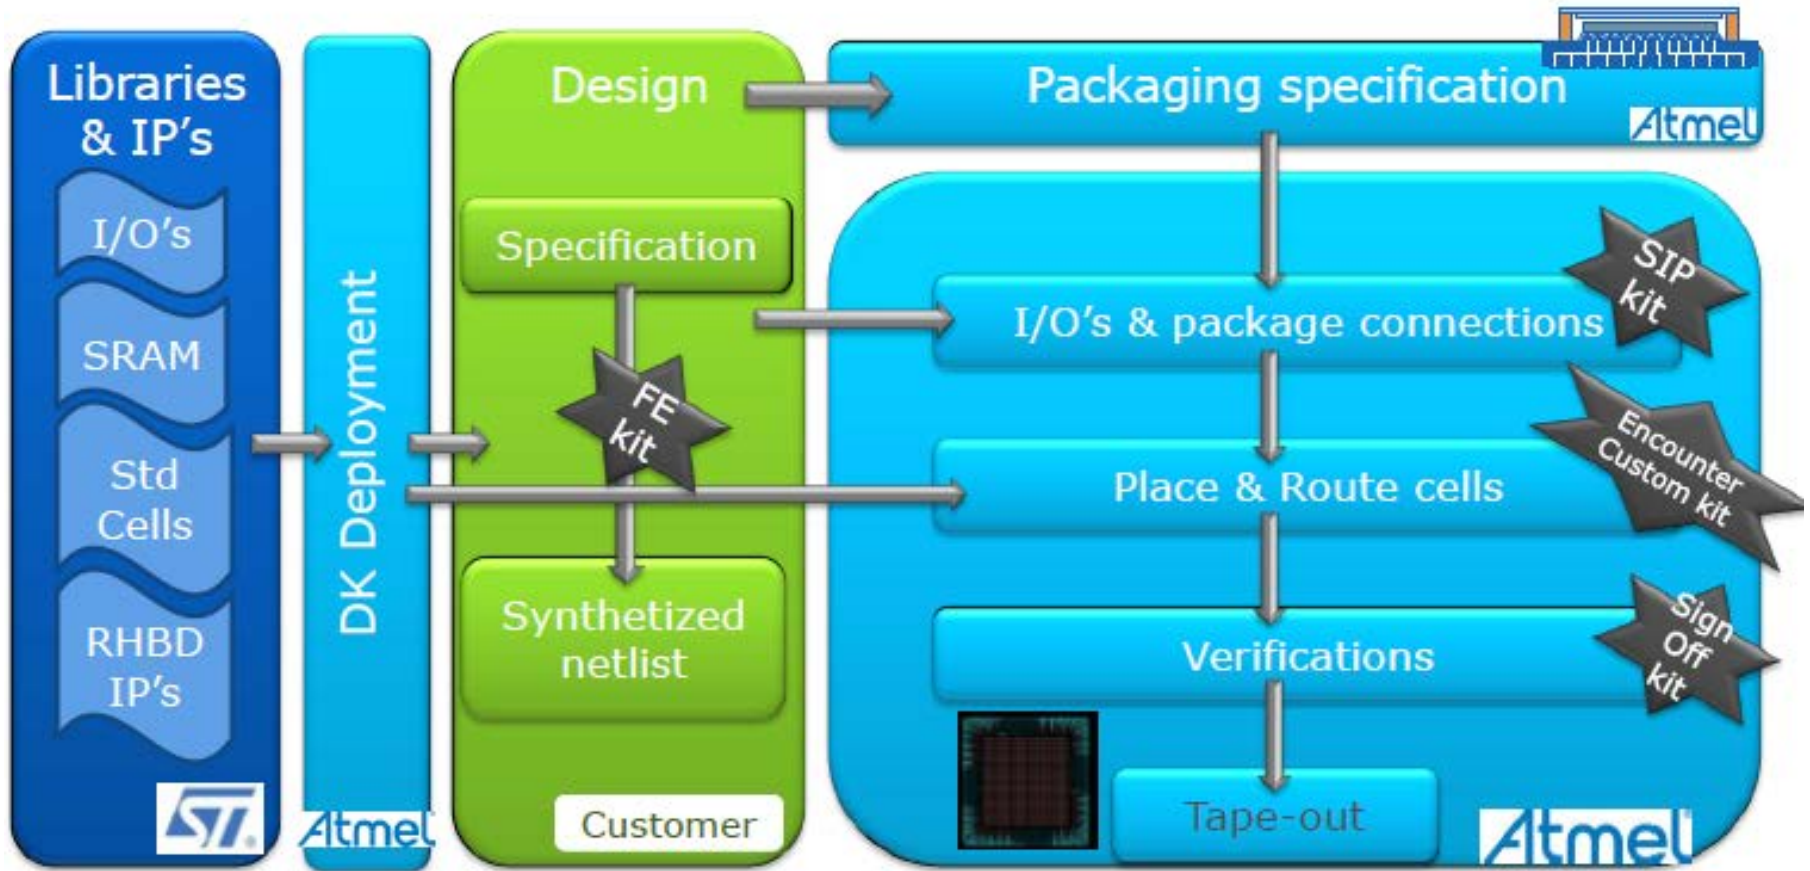 Libraries
& IP's
I/O's
SRAM
Std
Cells
RHBD
IP's
ST
DK Deployment
Atmel
Design
Specification
FE
kit
Synthetized
netlist
Customer
Packaging specification
Atmel
SIP
kit
I/O's & package connections
Encounter
Custom kit
Place & Route cells
Sign
Off
kit
Verifications
Tape-out
Atmel